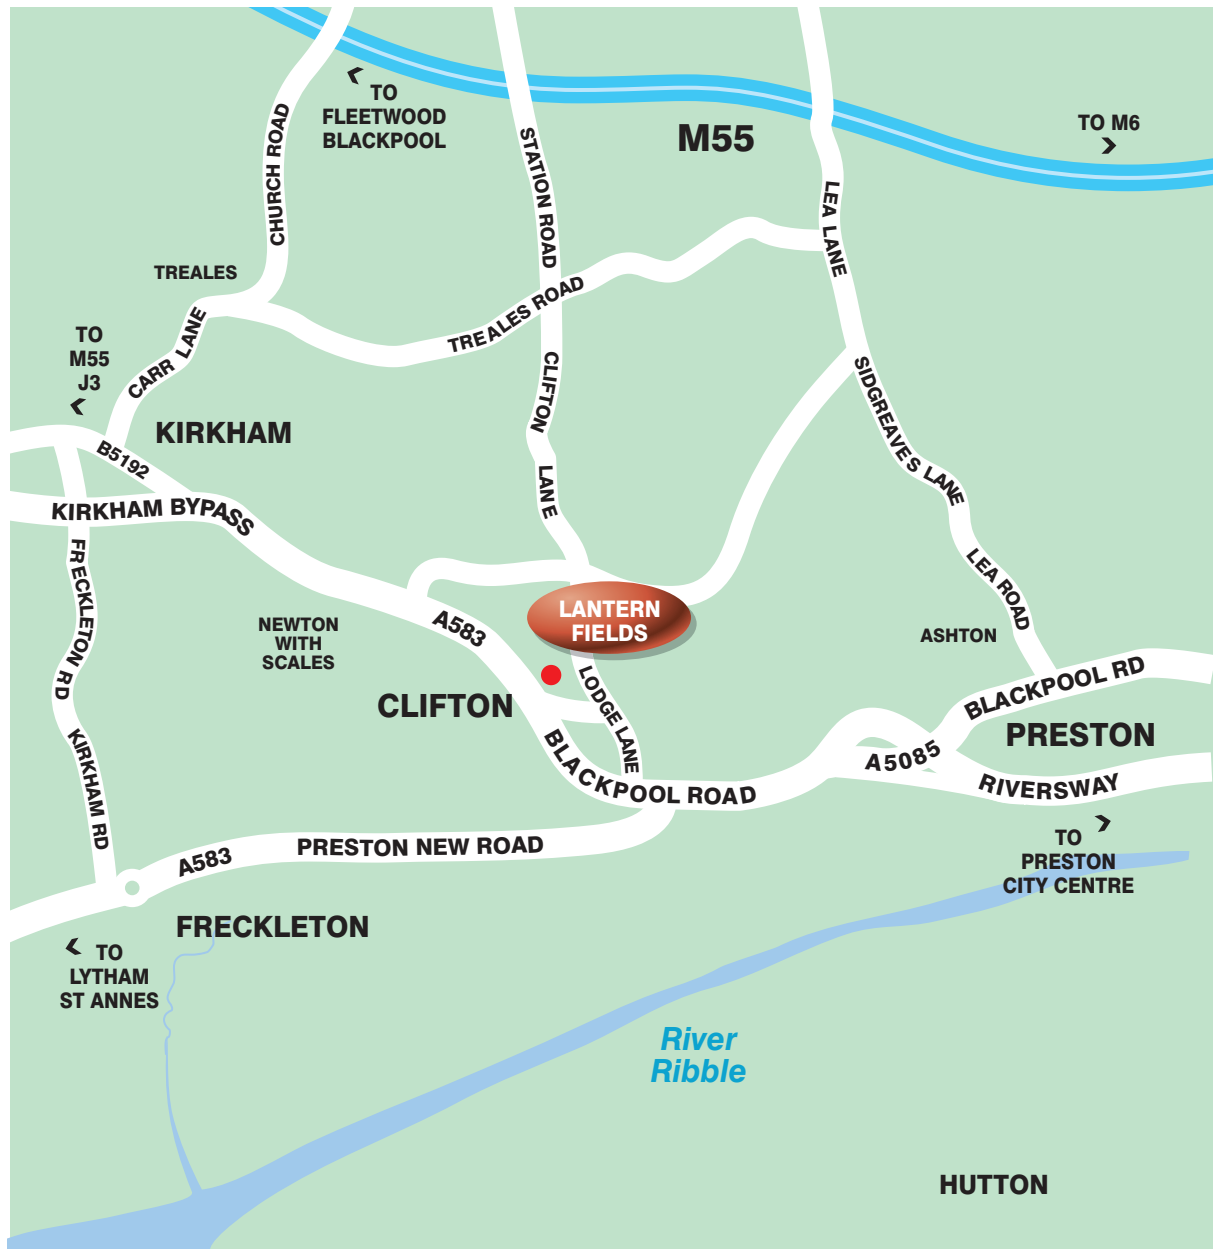 TO
FLEETWOOD
BLACKPOOL
M55
TO M6
CHURCH ROAD
STATION ROAD
LEA LANE
TREALES
TREALES ROAD
TO
M55
J3
CARR LANE
CLIFTON
LANE
SIDGREAVES LANE
KIRKHAM
B5192
KIRKHAM BYPASS
FRECKLETON RD
LEA ROAD
LANTERN
FIELDS
A583
NEWTON
WITH
SCALES
ASHTON
CLIFTON
LODGE LANE
BLACKPOOL RD
PRESTON
KIRKHAM RD
BLACKPOOL ROAD
A5085
RIVERSWAY
A583
PRESTON NEW ROAD
TO
PRESTON
CITY CENTRE
FRECKLETON
TO
LYTHAM
ST ANNES
River
Ribble
HUTTON